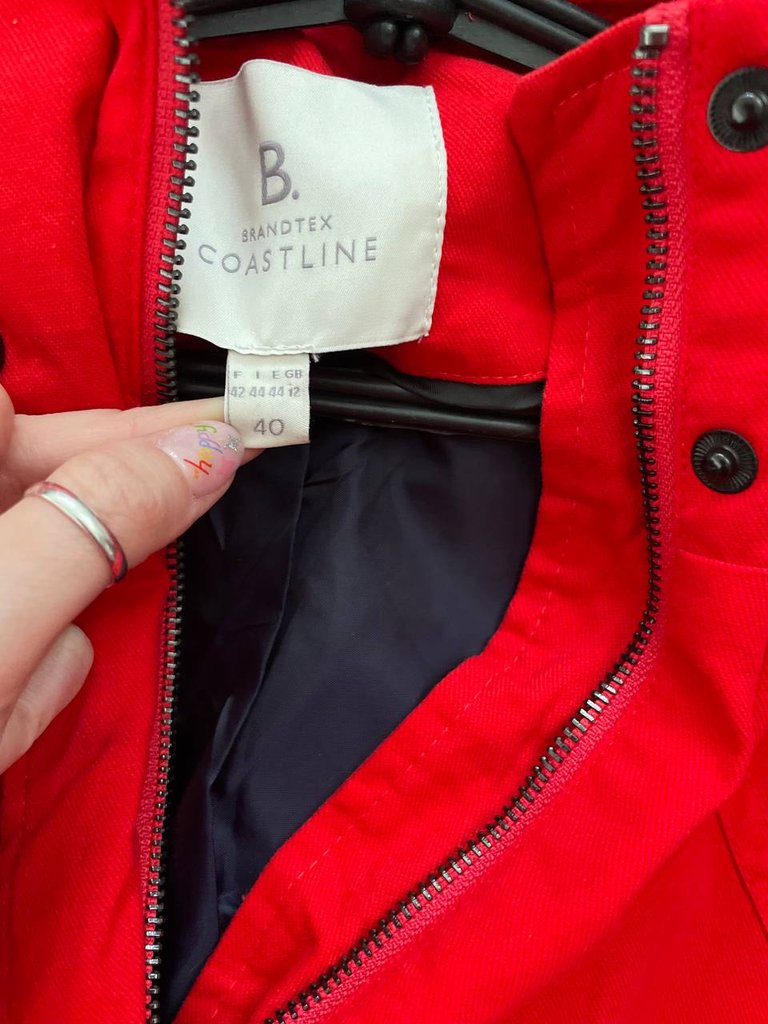 B.
BRANDTEX
COASTLINE
F I E GB
42 44 44 12
40